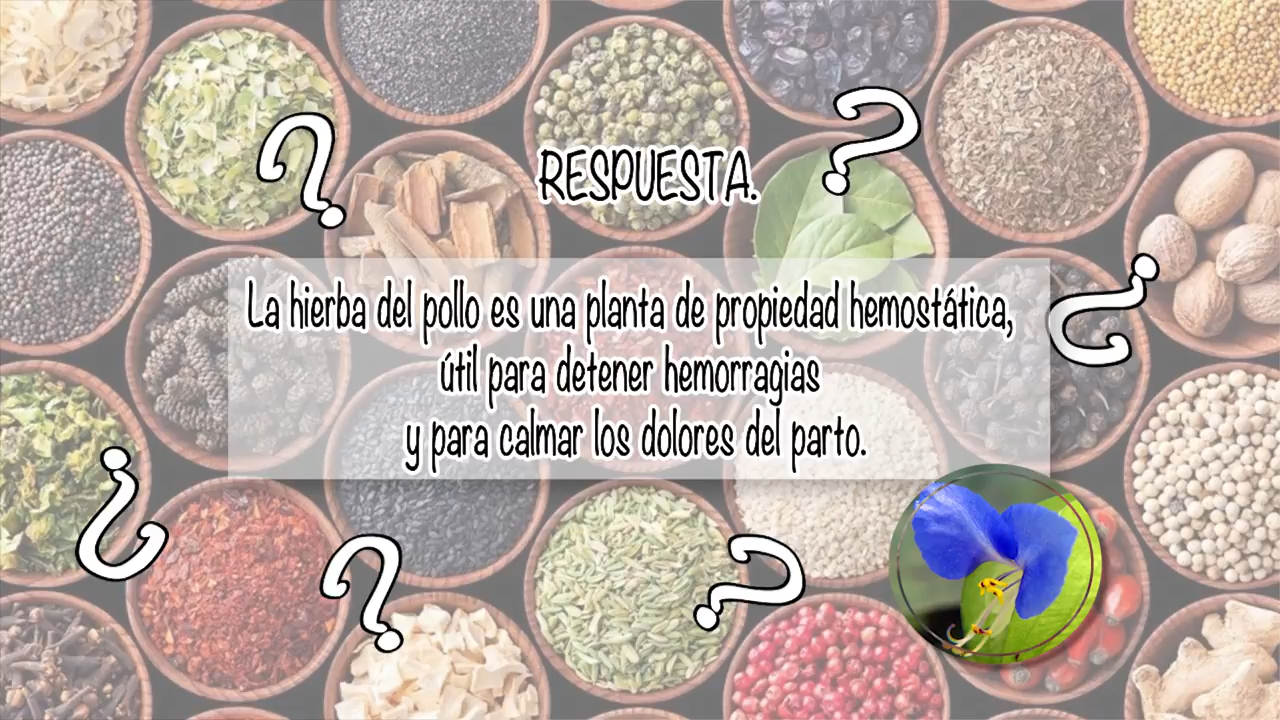 RESPUESTA.
La hierba del pollo es una planta de propiedad hemostática,
útil para detener hemorragias
y para calmar los dolores del parto.